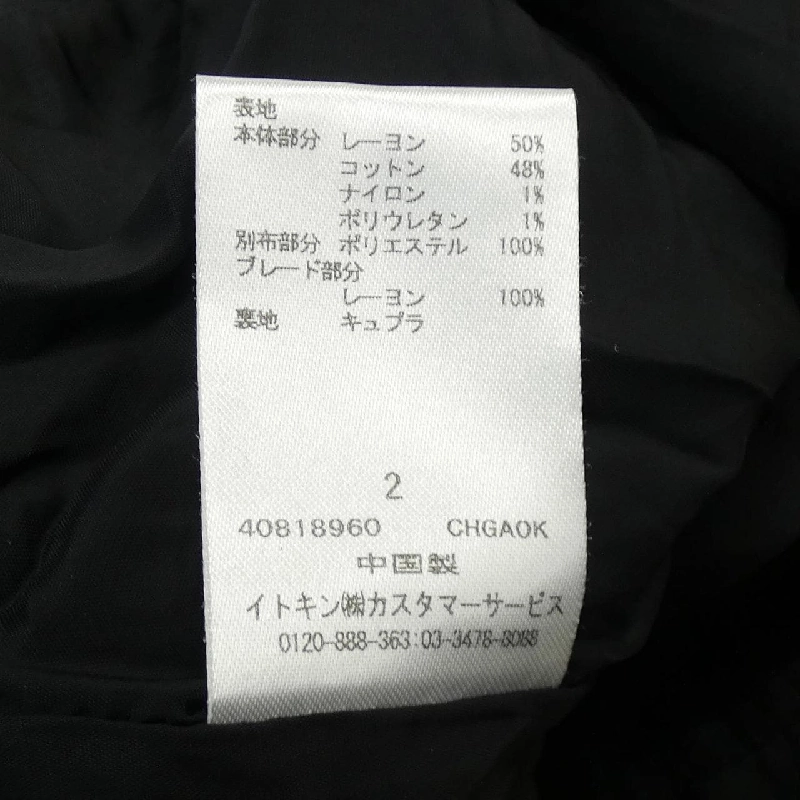 表地
本体部分 レーヨン 50%
コットン 48%
ナイロン 1%
ポリウレタン 1%
別布部分 ポリエステル 100%
ブレード部分
レーヨン 100%
裏地 キュプラ
2
40818960 CHGAOK
中国製
イトキン㈱カスタマーサービス
0120-888-363:03-3478-8088